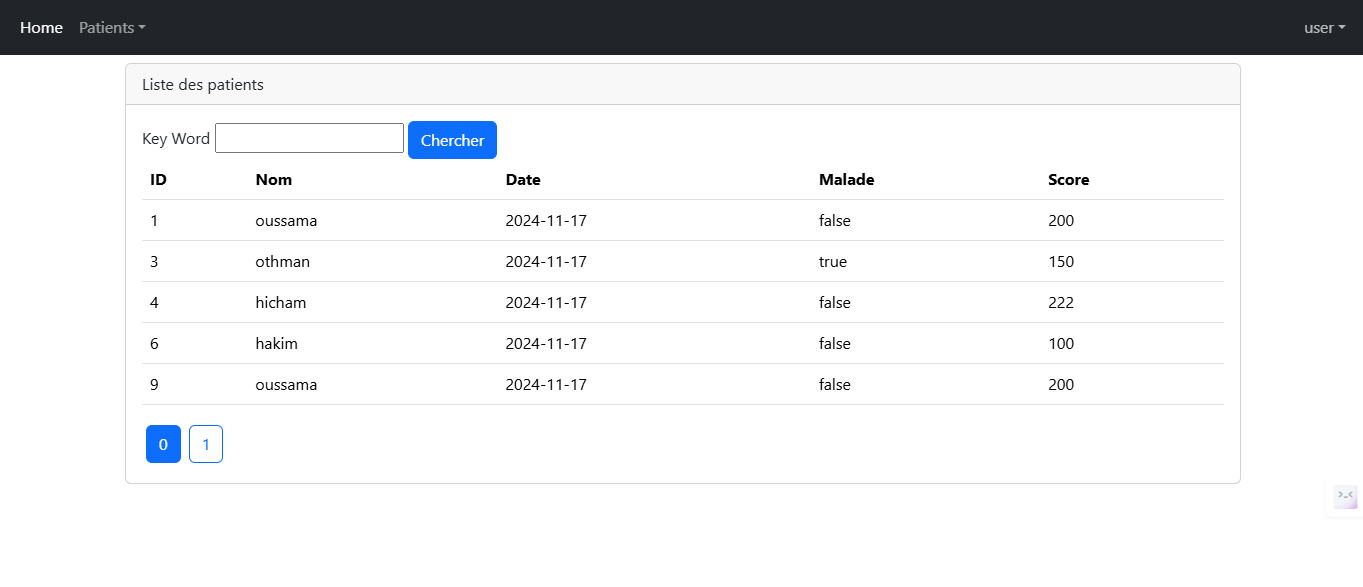 Home Patients user
Liste des patients
Key Word Chercher
ID Nom Date Malade Score
1 oussama 2024-11-17 false 200
3 othman 2024-11-17 true 150
4 hicham 2024-11-17 false 222
6 hakim 2024-11-17 false 100
9 oussama 2024-11-17 false 200
0 1